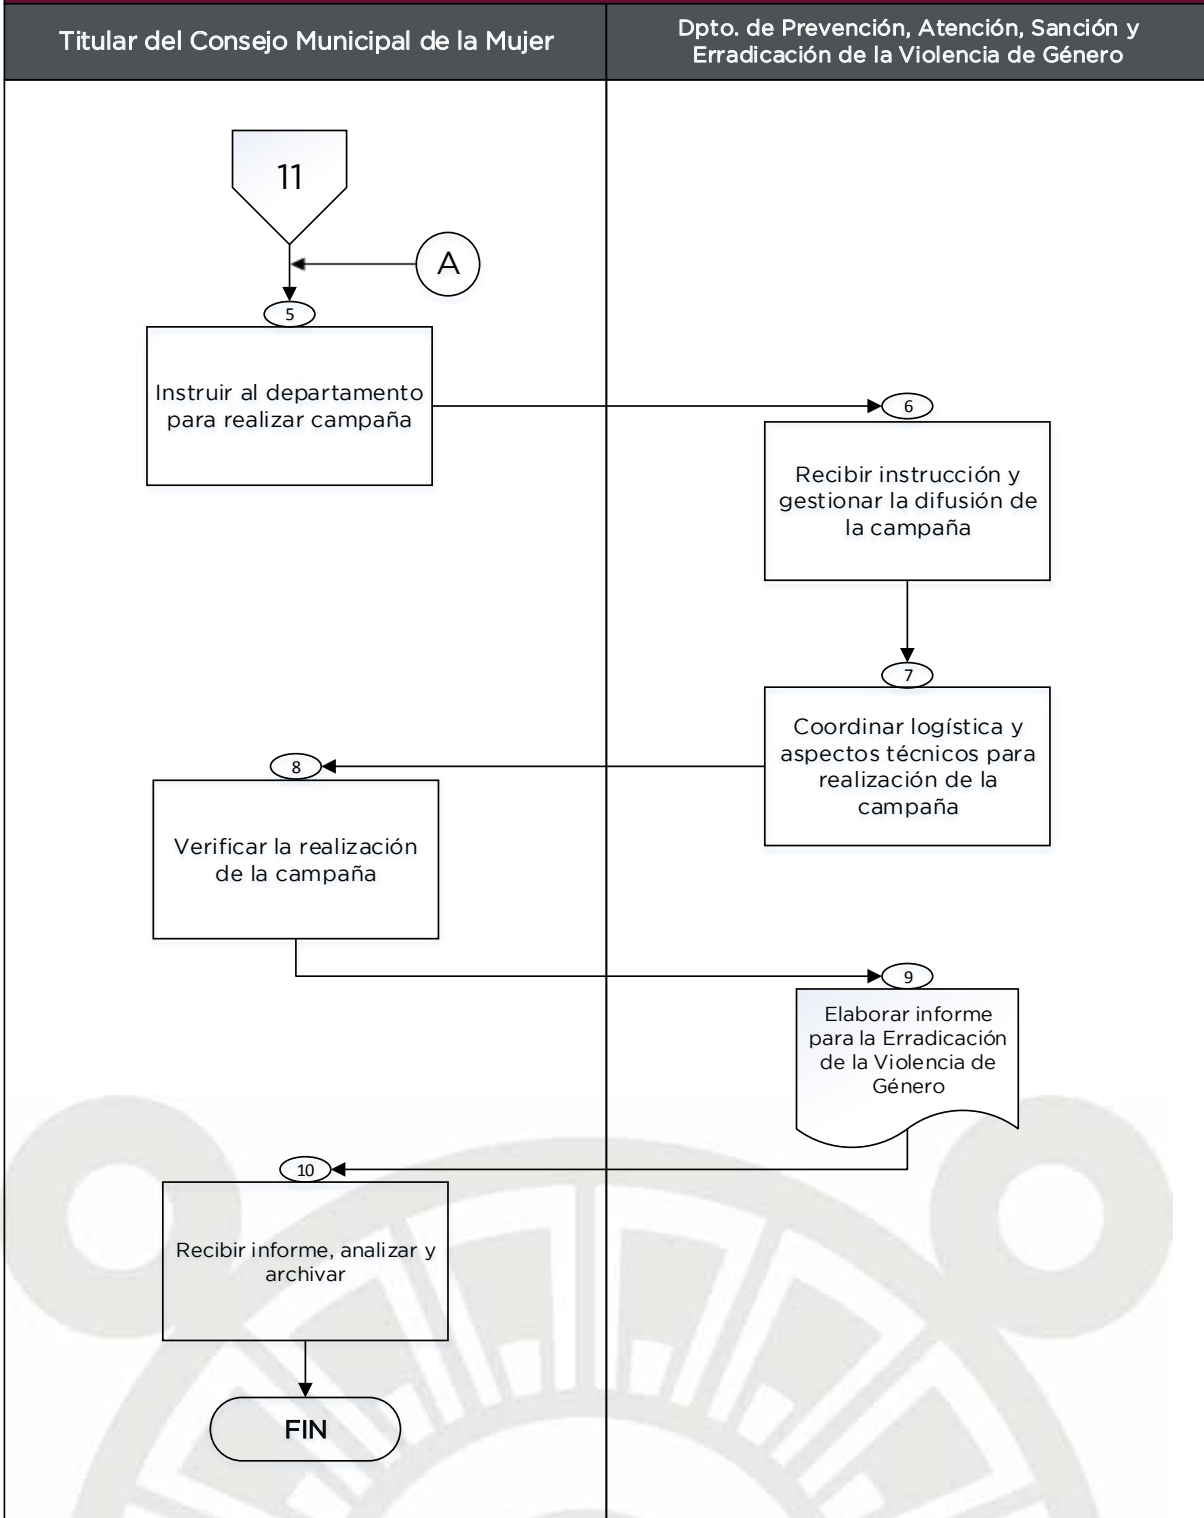 Titular del Consejo Municipal de la Mujer
Dpto. de Prevención, Atención, Sanción y
Erradicación de la Violencia de Género
11
A
5
Instruir al departamento
para realizar campaña
6
Recibir instrucción y
gestionar la difusión de
la campaña
7
Coordinar logística y
aspectos técnicos para
realización de la
campaña
8
Verificar la realización
de la campaña
9
Elaborar informe
para la Erradicación
de la Violencia de
Género
10
Recibir informe, analizar y
archivar
FIN